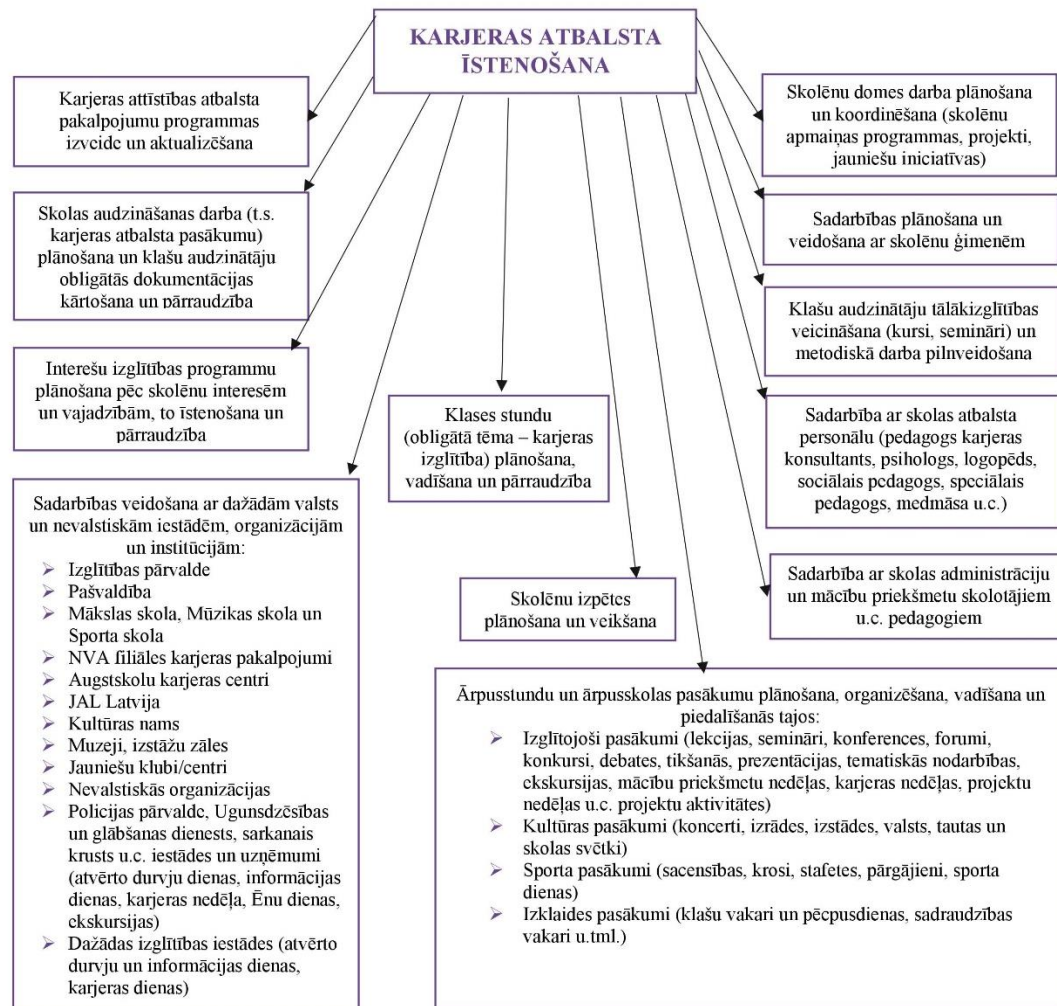 KARJERAS ATBALSTA
ĪSTENOŠANA
Karjeras attīstības atbalsta
pakalpojumu programmas
izveide un aktualizēšana
Skolas audzināšanas darba (t.s.
karjeras atbalsta pasākumu)
plānošana un klašu audzinātāju
obligātās dokumentācijas
kārtošana un pārraudzība
Interešu izglītības programmu
plānošana pēc skolēnu interesēm
un vajadzībām, to īstenošana un
pārraudzība
Sadarbības veidošana ar dažādām valsts
un nevalstiskām iestādēm, organizācijām
un institūcijām:
➢ Izglītības pārvalde
➢ Pašvaldība
➢ Mākslas skola, Mūzikas skola un
Sporta skola
➢ NVA filiāles karjeras pakalpojumi
➢ Augstskolu karjeras centri
➢ JAL Latvija
➢ Kultūras nams
➢ Muzeji, izstāžu zāles
➢ Jauniešu klubi/centri
➢ Nevalstiskās organizācijas
➢ Policijas pārvalde, Ugunsdzēsības
un glābšanas dienests, sarkanais
krusts u.c. iestādes un uzņēmumi
(atvērto durvju dienas, informācijas
dienas, karjeras nedēļa, Ēnu dienas,
ekskursijas)
➢ Dažādas izglītības iestādes (atvērto
durvju un informācijas dienas,
karjeras dienas)
Klases stundu
(obligātā tēma – karjeras
izglītība) plānošana,
vadīšana un pārraudzība
Skolēnu izpētes
plānošana un veikšana
Skolēnu domes darba plānošana
un koordinēšana (skolēnu
apmaiņas programmas, projekti,
jauniešu iniciatīvas)
Sadarbības plānošana un
veidošana ar skolēnu ģimenēm
Klašu audzinātāju tālākizglītības
veicināšana (kursi, semināri) un
metodiskā darba pilnveidošana
Sadarbība ar skolas atbalsta
personālu (pedagogs karjeras
konsultants, psihologs, logopēds,
sociālais pedagogs, speciālais
pedagogs, medmāsa u.c.)
Sadarbība ar skolas administrāciju
un mācību priekšmetu skolotājiem
u.c. pedagogiem
Ārpusstundu un ārpusskolas pasākumu plānošana, organizēšana, vadīšana un
piedalīšanās tajos:
➢ Izglītojoši pasākumi (lekcijas, semināri, konferences, forumi,
konkursi, debates, tikšanās, prezentācijas, tematiskās nodarbības,
ekskursijas, mācību priekšmetu nedēļas, karjeras nedēļas, projektu
nedēļas u.c. projektu aktivitātes)
➢ Kultūras pasākumi (koncerti, izrādes, izstādes, valsts, tautas un
skolas svētki)
➢ Sporta pasākumi (sacensības, krosi, stafetes, pārgājieni, sporta
dienas)
➢ Izklaides pasākumi (klašu vakari un pēcpusdienas, sadraudzības
vakari u.tml.)